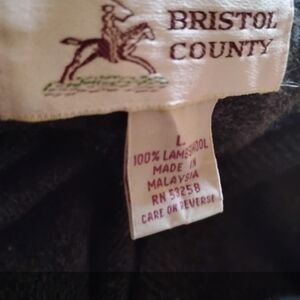 BRISTOL
COUNTY
L
100% LAMBSWOOL
MADE IN
MALAYSIA
RN 53258
CARE ON REVERSE